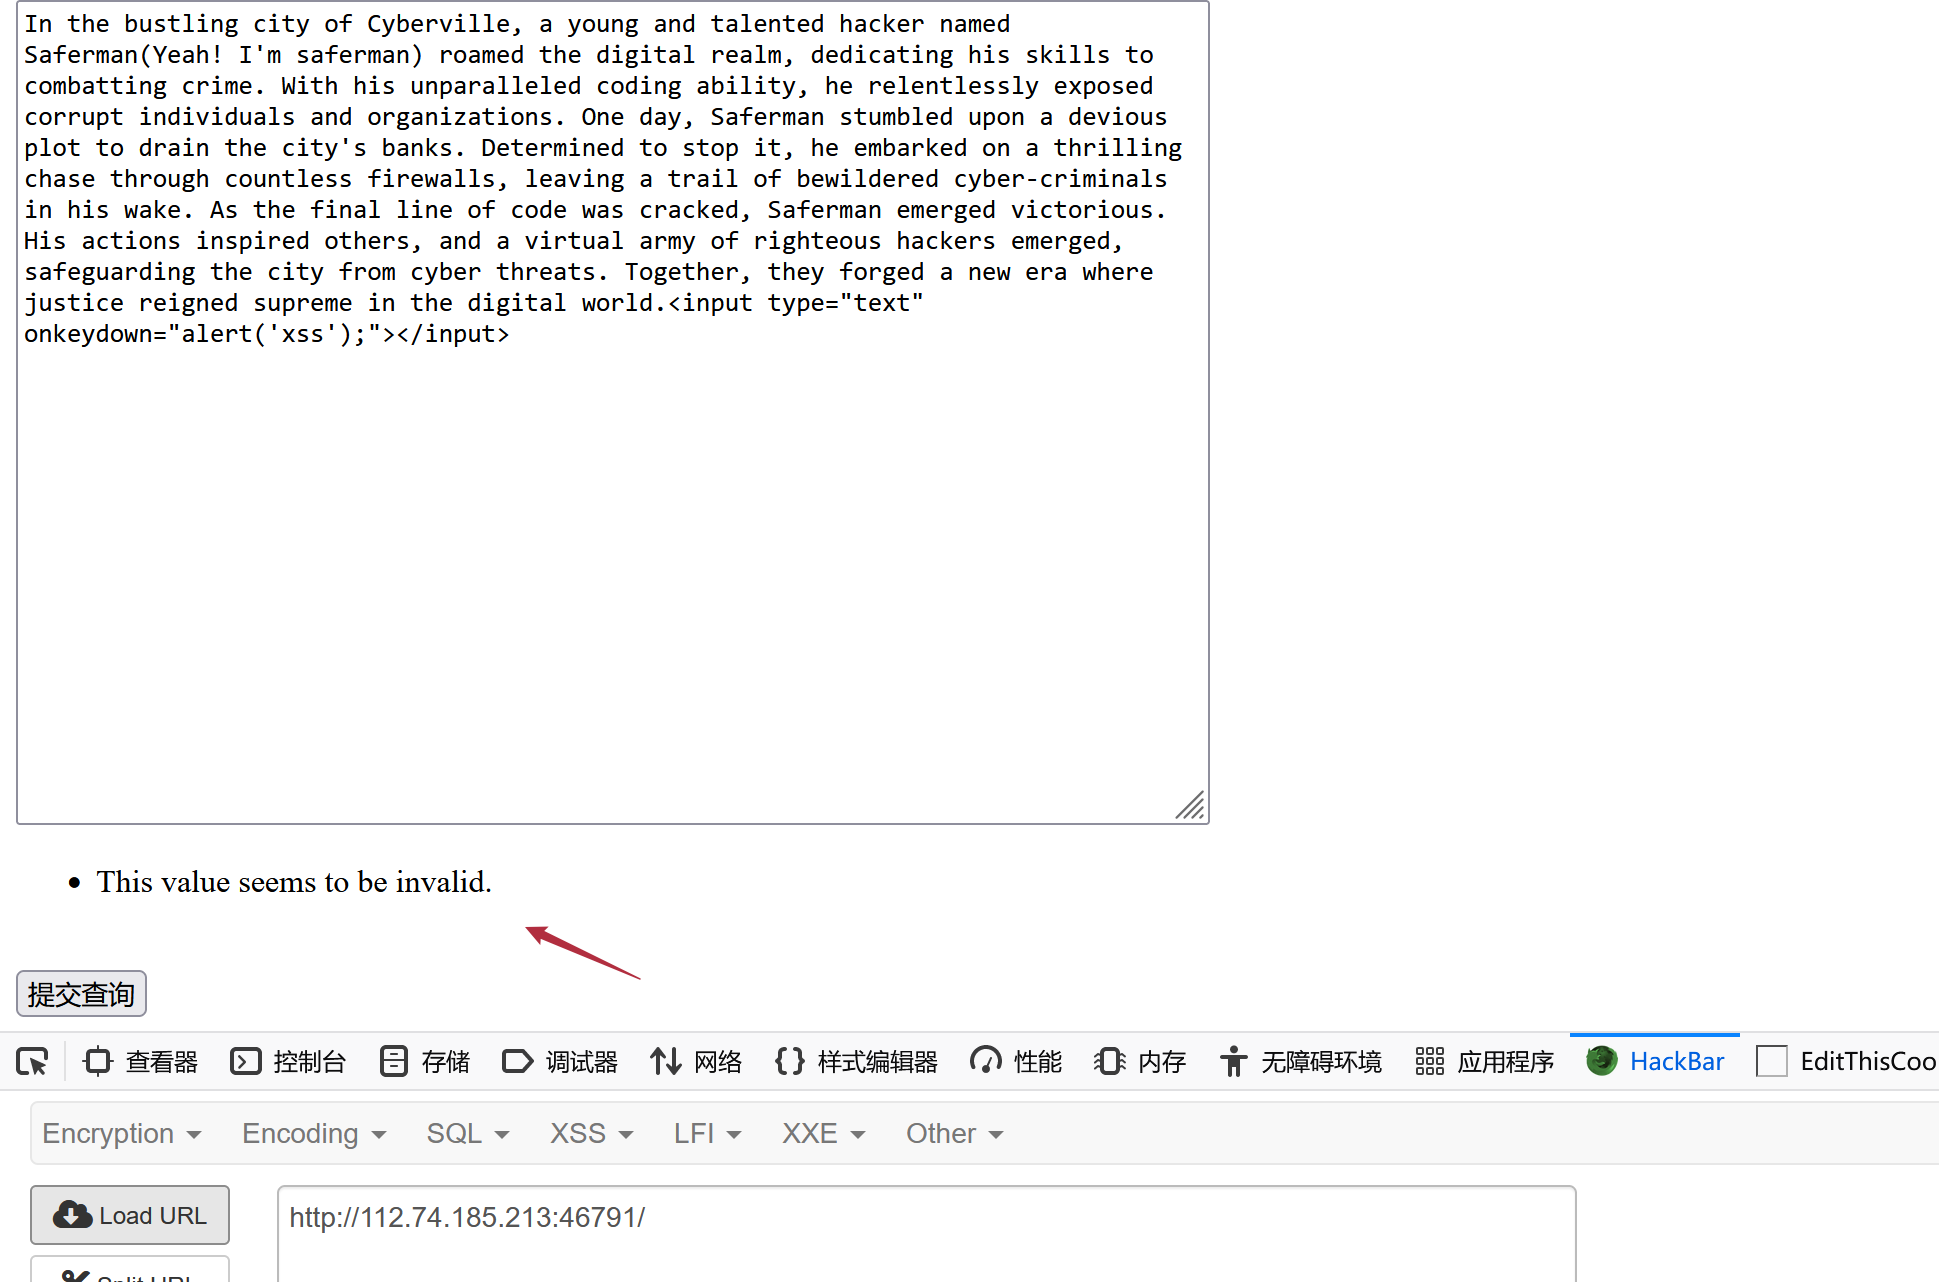 In the bustling city of Cyberville, a young and talented hacker named
Saferman(Yeah! I'm saferman) roamed the digital realm, dedicating his skills to
combatting crime. With his unparalleled coding ability, he relentlessly exposed
corrupt individuals and organizations. One day, Saferman stumbled upon a devious
plot to drain the city's banks. Determined to stop it, he embarked on a thrilling
chase through countless firewalls, leaving a trail of bewildered cyber-criminals
in his wake. As the final line of code was cracked, Saferman emerged victorious.
His actions inspired others, and a virtual army of righteous hackers emerged,
safeguarding the city from cyber threats. Together, they forged a new era where
justice reigned supreme in the digital world.<input type="text"
onkeydown="alert('xss');"></input>
• This value seems to be invalid.
提交查询
查看器 控制台 存储 调试器 网络 {} 样式编辑器 性能 内存 无障碍环境 应用程序 HackBar EditThisCoo
Encryption Encoding SQL XSS LFI XXE Other
Load URL http://112.74.185.213:46791/
Split URL